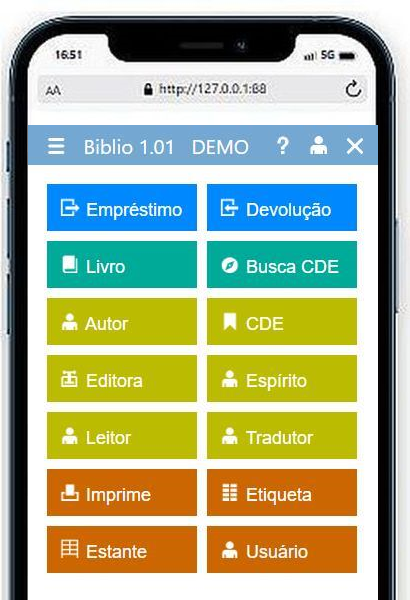 16:51
5G
AA
http://127.0.0.1:88
Biblio 1.01 DEMO ?
Empréstimo Devolução
Livro Busca CDE
Autor CDE
Editora Espírito
Leitor Tradutor
Imprime Etiqueta
Estante Usuário